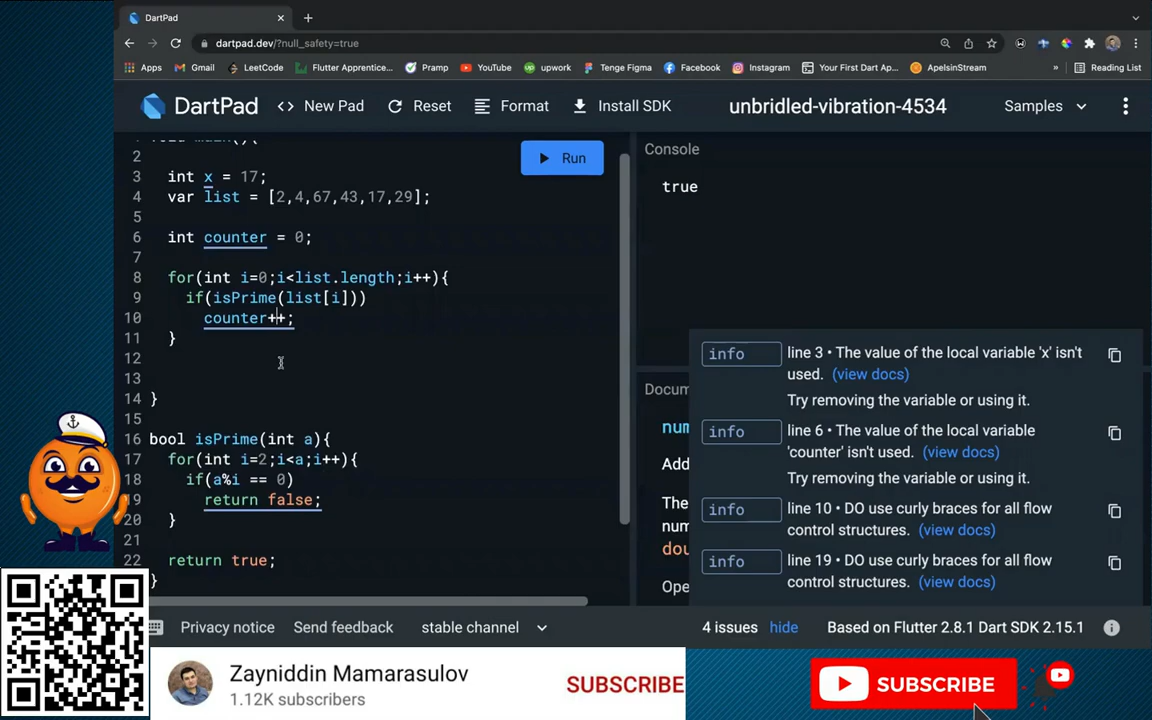 DartPad
dartpad.dev/?null_safety=true
Apps Gmail LeetCode Flutter Apprentice... Pramp YouTube upwork Tenge Figma Facebook Instagram Your First Dart Ap... ApelsinStream » Reading List
DartPad <> New Pad Reset Format Install SDK unbridled-vibration-4534 Samples
Run
Console
true
2
3 int x = 17;
4 var list = [2,4,67,43,17,29];
5
6 int counter = 0;
7
8 for(int i=0;i<list.length;i++){
9 if(isPrime(list[i]))
10 counter++;
11 }
12
13
14 }
15
16 bool isPrime(int a){
17 for(int i=2;i<a;i++){
18 if(a%i == 0)
19 return false;
20 }
21
22 return true;
}
info line 3 • The value of the local variable 'x' isn't
used. (view docs)
Try removing the variable or using it.
info line 6 • The value of the local variable
'counter' isn't used. (view docs)
Try removing the variable or using it.
info line 10 • DO use curly braces for all flow
control structures. (view docs)
info line 19 • DO use curly braces for all flow
control structures. (view docs)
Docum
num
Add
The
num
dou
Ope
Privacy notice Send feedback stable channel 4 issues hide Based on Flutter 2.8.1 Dart SDK 2.15.1
Zayniddin Mamarasulov
1.12K subscribers
SUBSCRIBE
SUBSCRIBE